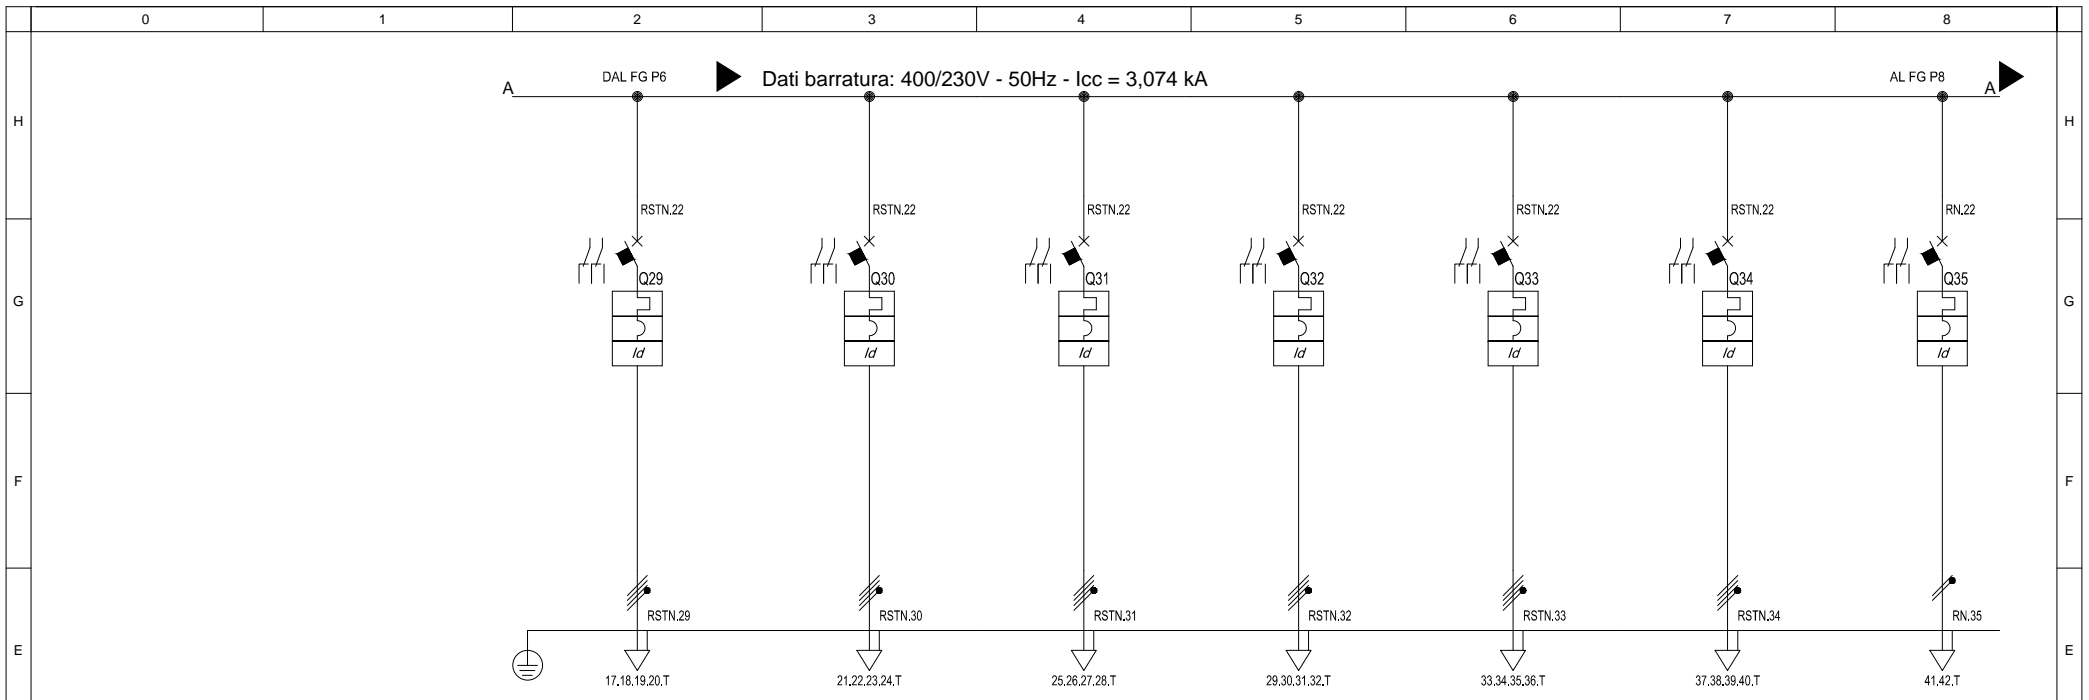 0 1 2 3 4 5 6 7 8
DAL FG P6 Dati barratura: 400/230V - 50Hz - Icc = 3,074 kA AL FG P8
A A
H H
RSTN.22 RSTN.22 RSTN.22 RSTN.22 RSTN.22 RSTN.22 RN.22
Q29 Q30 Q31 Q32 Q33 Q34 Q35
G G
Id Id Id Id Id Id Id
F F
RSTN.29 RSTN.30 RSTN.31 RSTN.32 RSTN.33 RSTN.34 RN.35
E E
17.18.19.20.T 21.22.23.24.T 25.26.27.28.T 29.30.31.32.T 33.34.35.36.T 37.38.39.40.T 41.42.T